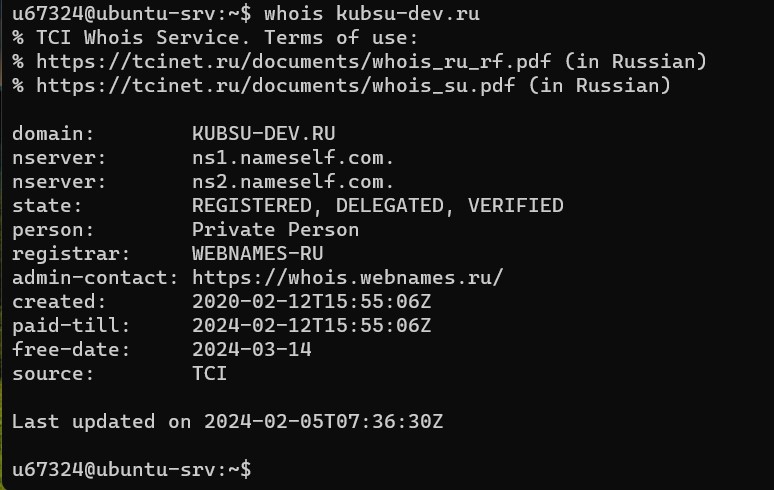 u67324@ubuntu-srv:~$ whois kubsu-dev.ru
% TCI Whois Service. Terms of use:
% https://tcinet.ru/documents/whois_ru_rf.pdf (in Russian)
% https://tcinet.ru/documents/whois_su.pdf (in Russian)

domain:        KUBSU-DEV.RU
nserver:       ns1.nameself.com.
nserver:       ns2.nameself.com.
state:         REGISTERED, DELEGATED, VERIFIED
person:        Private Person
registrar:     WEBNAMES-RU
admin-contact: https://whois.webnames.ru/
created:       2020-02-12T15:55:06Z
paid-till:     2024-02-12T15:55:06Z
free-date:     2024-03-14
source:        TCI

Last updated on 2024-02-05T07:36:30Z

u67324@ubuntu-srv:~$